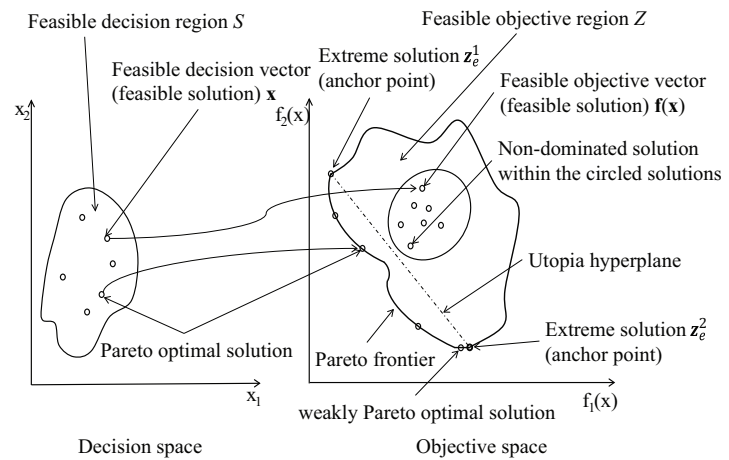 Feasible decision region S
Feasible objective region Z
Extreme solution z_e^1
(anchor point)
Feasible decision vector
(feasible solution) x
Feasible objective vector
(feasible solution) f(x)
x2
f2(x)
Non-dominated solution
within the circled solutions
Utopia hyperplane
Pareto optimal solution
Pareto frontier
Extreme solution z_e^2
(anchor point)
x1
f1(x)
weakly Pareto optimal solution
Decision space
Objective space